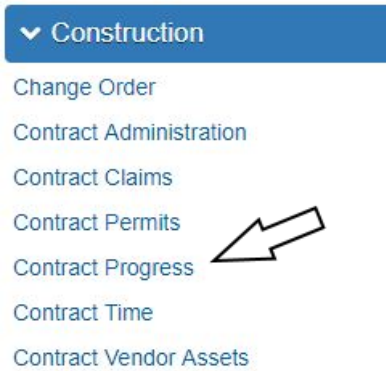 Construction
Change Order
Contract Administration
Contract Claims
Contract Permits
Contract Progress
Contract Time
Contract Vendor Assets